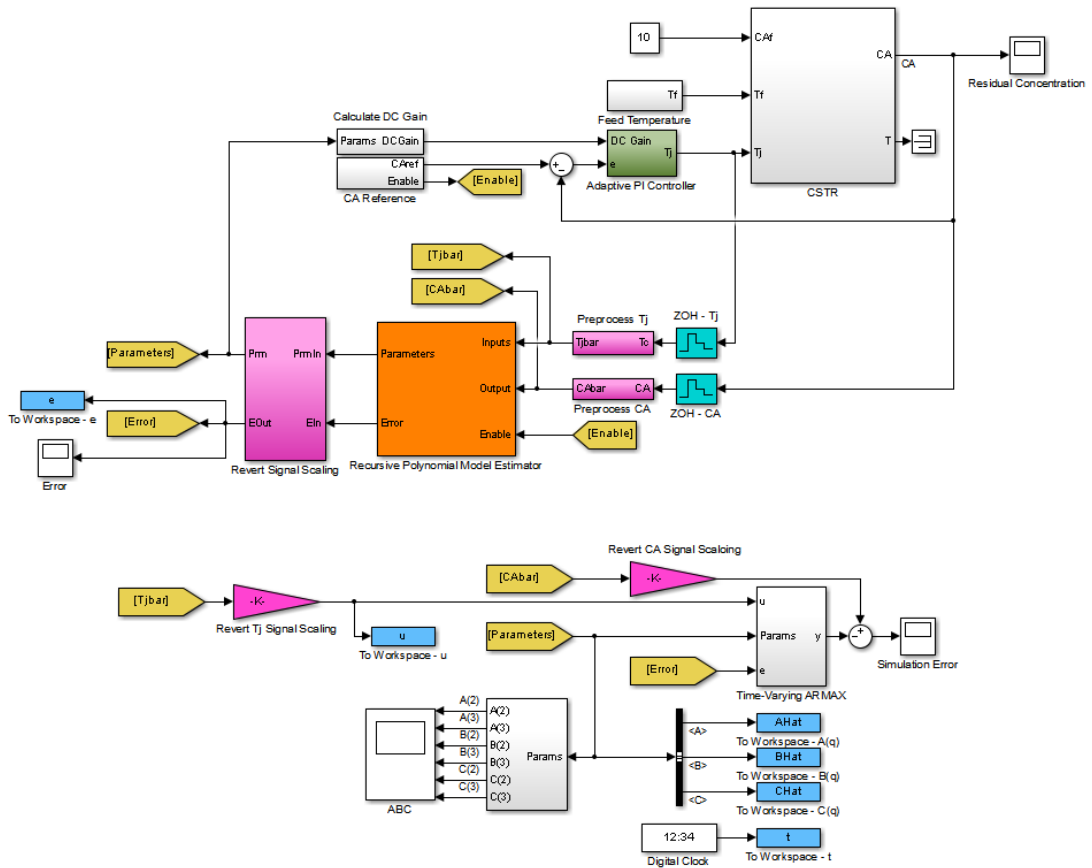 10
CAf
CA
CA
Residual Concentration
Tf
Feed Temperature
Tf
T
Tj
CSTR
Calculate DC Gain
Params DCGain
CAref
Enable
CA Reference
[Enable]
+
-
DC Gain
Tj
e
Adaptive PI Controller
[Tjbar]
[CAbar]
Preprocess Tj
Tjbar Tc
ZOH - Tj
CAbar CA
Preprocess CA
ZOH - CA
Inputs
Parameters
Output
Error
Enable
Recursive Polynomial Model Estimator
[Enable]
Prm PrmIn
EOut EIn
Revert Signal Scaling
[Parameters]
e
To Workspace - e
[Error]
Error
Revert CA Signal Scaloing
[CAbar]
-K-
[Tjbar]
-K-
Revert Tj Signal Scaling
u
To Workspace - u
[Parameters]
[Error]
u
Params y
e
Time-Varying ARMAX
-
+
Simulation Error
A(2)
A(3)
B(2)
B(3)
C(2)
C(3)
ABC
A(2)
A(3)
B(2)
B(3)
C(2)
C(3)
Params
<A>
<B>
<C>
AHat
To Workspace - A(q)
BHat
To Workspace - B(q)
CHat
To Workspace - C(q)
12:34
Digital Clock
t
To Workspace - t